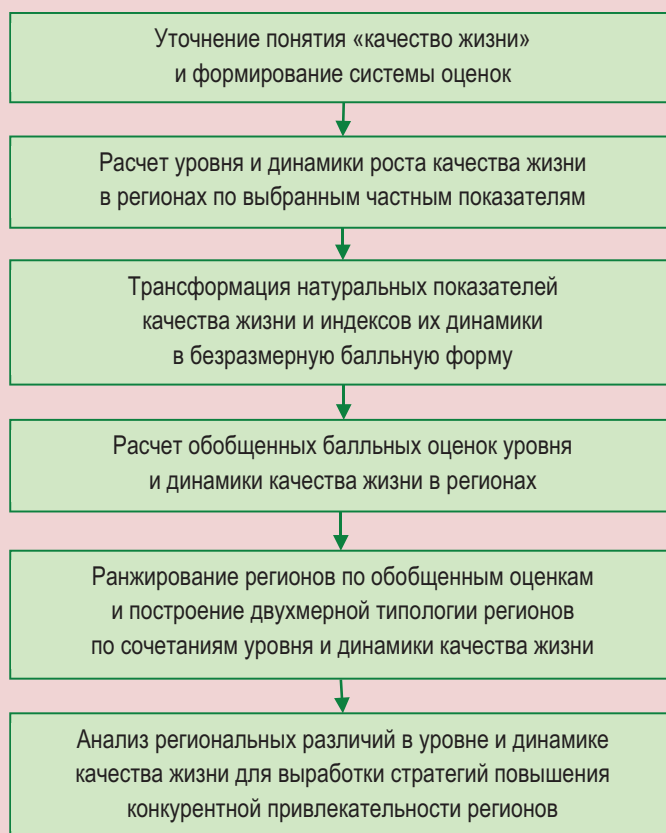 Уточнение понятия «качество жизни»
и формирование системы оценок
Расчет уровня и динамики роста качества жизни
в регионах по выбранным частным показателям
Трансформация натуральных показателей
качества жизни и индексов их динамики
в безразмерную балльную форму
Расчет обобщенных балльных оценок уровня
и динамики качества жизни в регионах
Ранжирование регионов по обобщенным оценкам
и построение двухмерной типологии регионов
по сочетаниям уровня и динамики качества жизни
Анализ региональных различий в уровне и динамике
качества жизни для выработки стратегий повышения
конкурентной привлекательности регионов